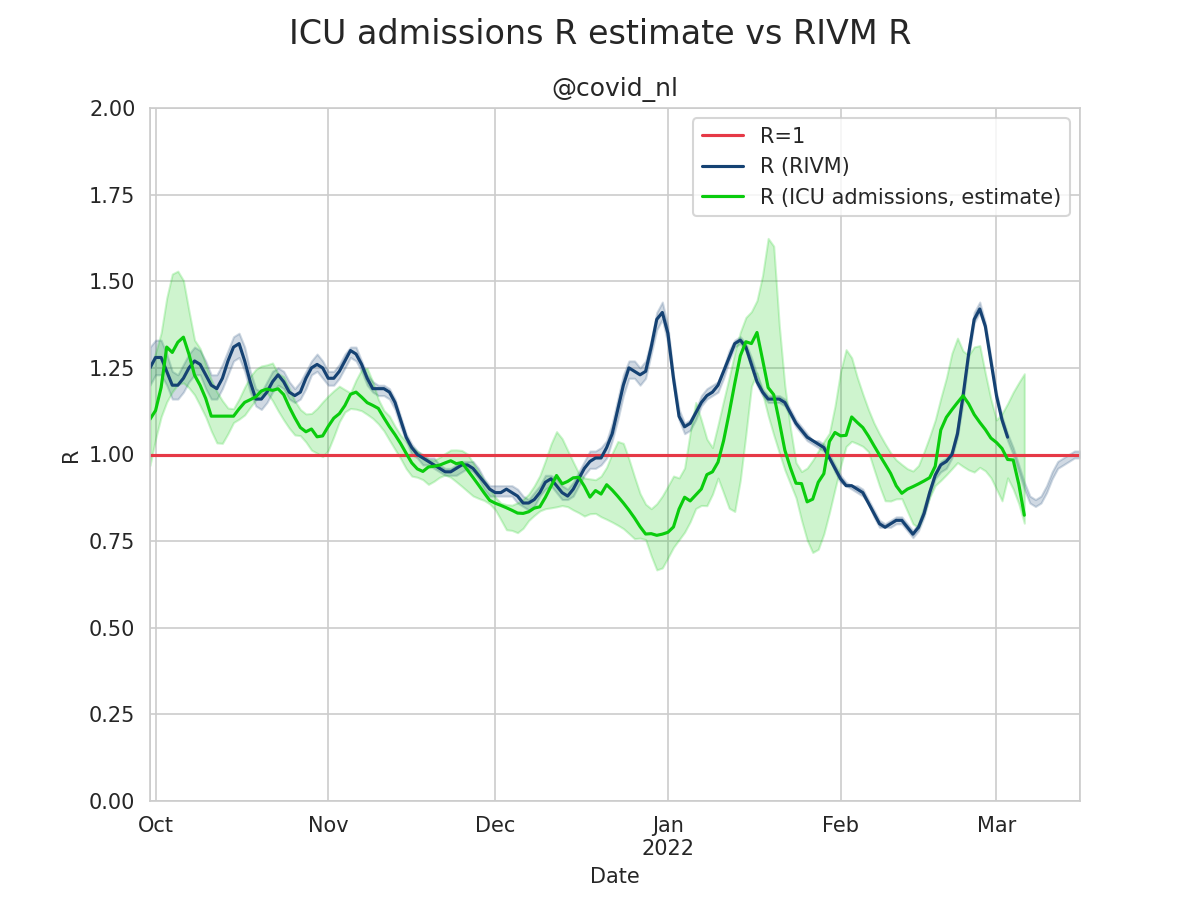 ICU admissions R estimate vs RIVM R
@covid_nl
R=1
R (RIVM)
R (ICU admissions, estimate)
2.00
1.75
1.50
1.25
1.00
0.75
0.50
0.25
0.00
R
Oct Nov Dec Jan Feb Mar
2022
Date